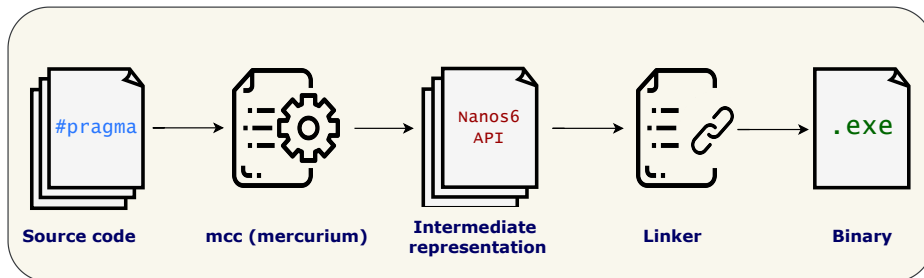 #pragma
Nanos6
API
.exe
Source code
mcc (mercurium)
Intermediate
representation
Linker
Binary